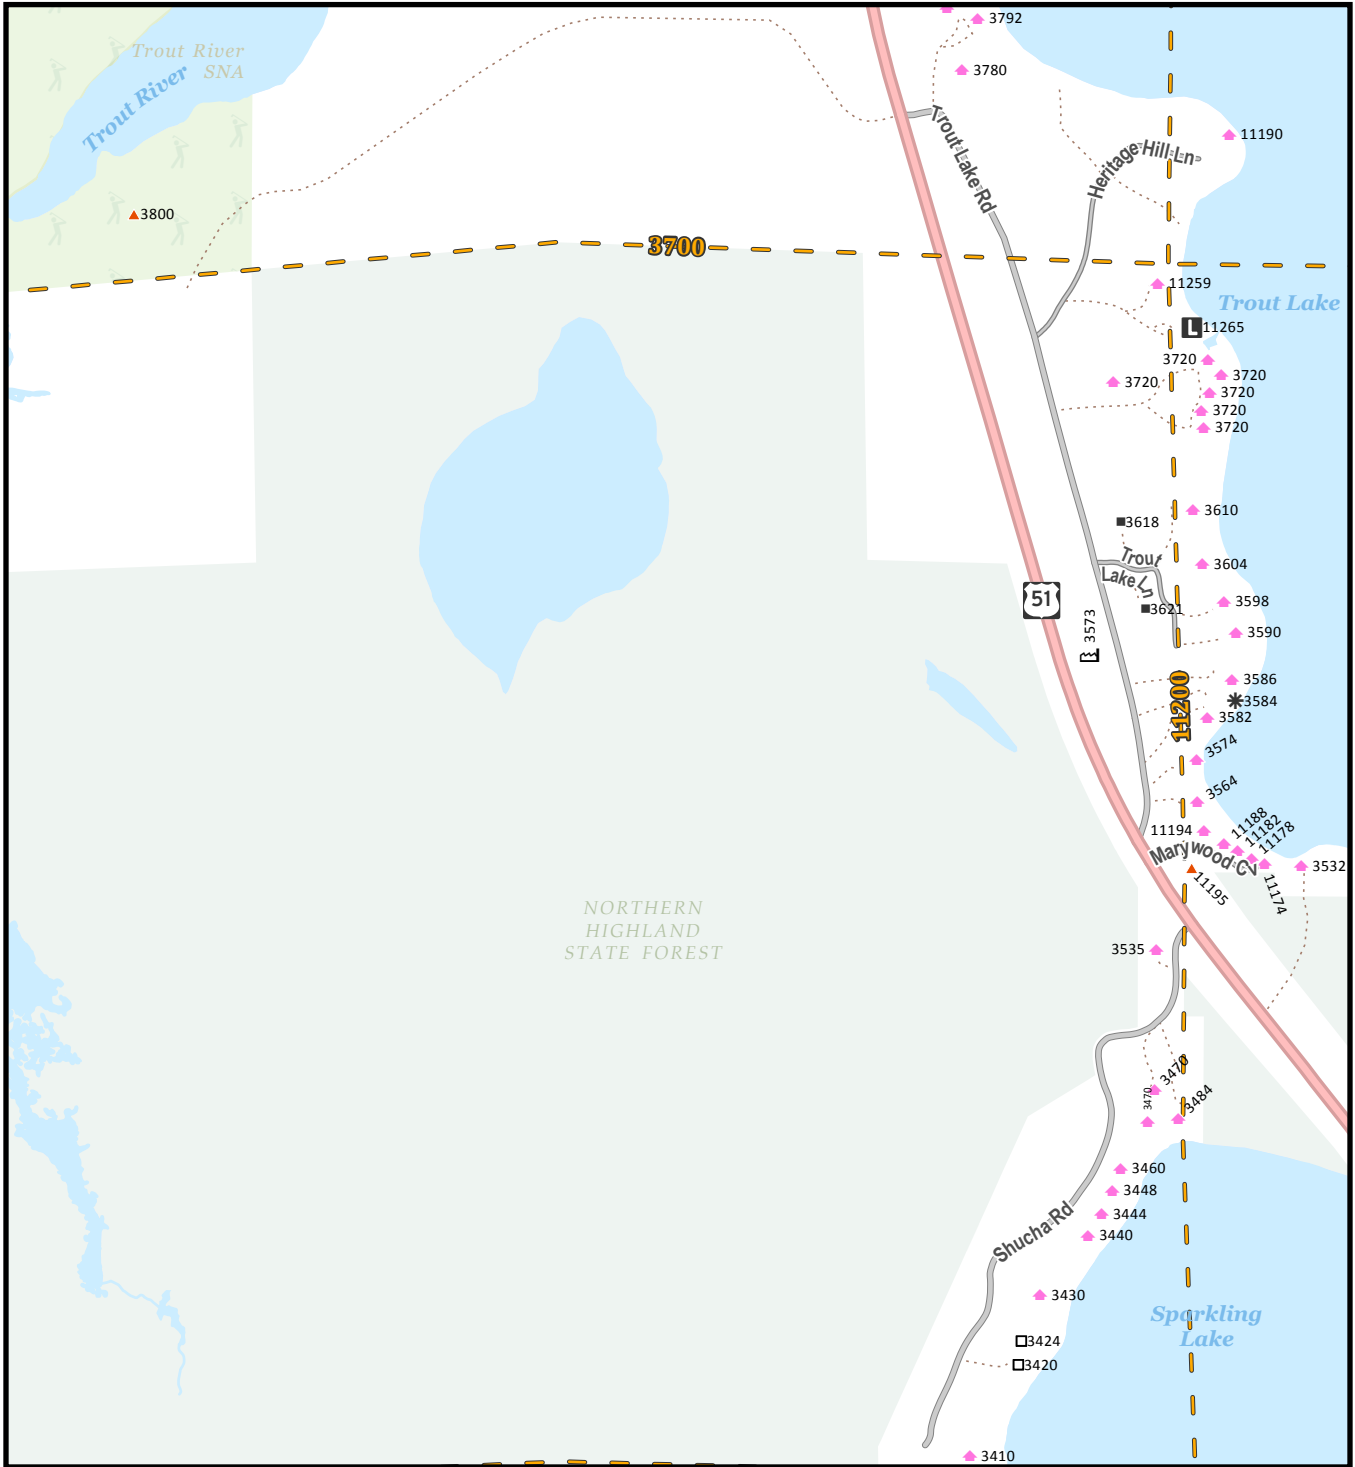 3792
Trout River
SNA
3780
Trout River
Trout Lake Rd
11190
Heritage Hill Ln
3800
3700
11259
Trout Lake
L
11265
3720
3720
3720
3720
3720
3720
3610
3618
Trout
Lake Ln
3604
51
3598
3621
3573
3590
3586
11200
3584
3582
3574
3564
11194
11188
11182
11178
Marywood Cv
3532
11195
11174
NORTHERN
HIGHLAND
STATE FOREST
3535
3470
3470
3484
3460
3448
3444
3440
Shucha Rd
3430
Sparkling
Lake
3424
3420
3410